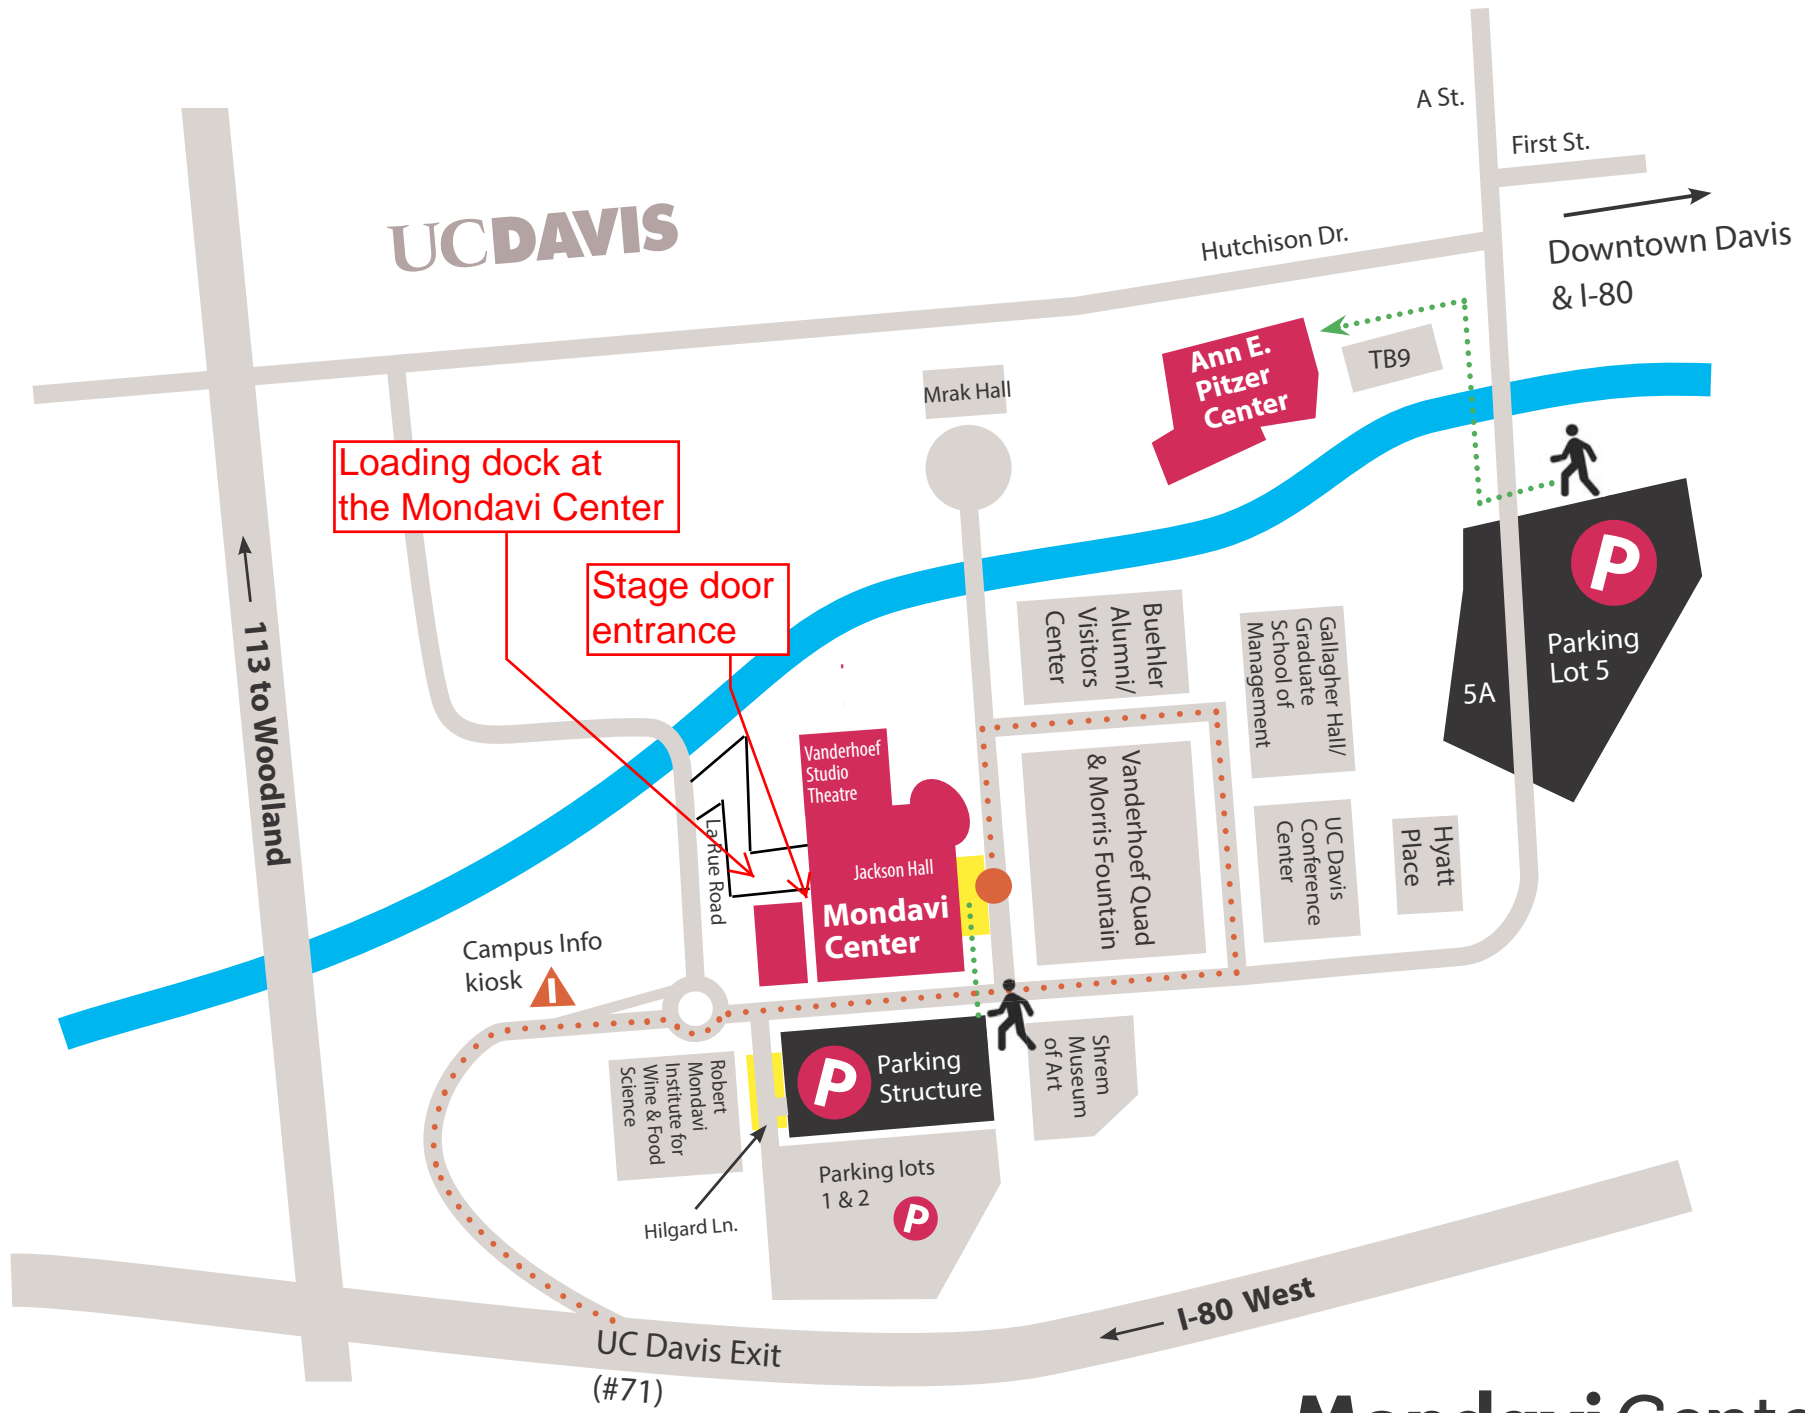 A St.
First St.
UCDAVIS
Hutchison Dr.
Downtown Davis
& I-80
Ann E.
Pitzer
Center
TB9
Mrak Hall
Loading dock at
the Mondavi Center
Stage door
entrance
P
Parking
Lot 5
5A
113 to Woodland
Buehler
Alumni/
Visitors
Center
Gallagher Hall/
Graduate
School of
Management
Vanderhoef
Studio
Theatre
Vanderhoef Quad
& Morris Fountain
La Rue Road
Jackson Hall
Mondavi
Center
UC Davis
Conference
Center
Hyatt
Place
Campus Info
kiosk
I
Robert
Mondavi
Institute for
Wine & Food
Science
P
Parking
Structure
Shrem
Museum
of Art
Parking lots
1 & 2
P
Hilgard Ln.
I-80 West
UC Davis Exit
(#71)
Mondavi Cente